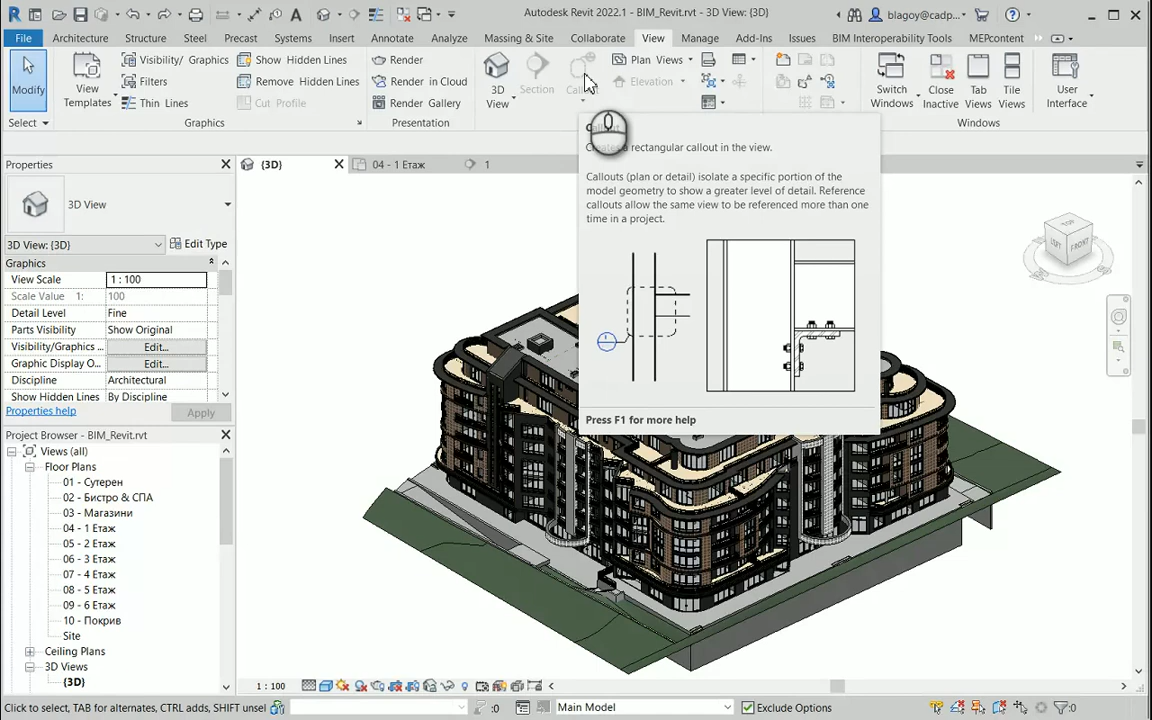 Autodesk Revit 2022.1 - BIM_Revit.rvt - 3D View: {3D}
blagoy@cadp...
File Architecture Structure Steel Precast Systems Insert Annotate Analyze Massing & Site Collaborate View Manage Add-Ins Issues BIM Interoperability Tools MEPcontent
Modify
Select
View Templates
Visibility/ Graphics
Filters
Thin Lines
Show Hidden Lines
Remove Hidden Lines
Cut Profile
Graphics
Render
Render in Cloud
Render Gallery
Presentation
3D View
Section
Plan Views
Elevation
Switch Windows
Close Inactive
Tab Views
Tile Views
Windows
User Interface
Properties
{3D}
04 - 1 Етаж
1
3D View
3D View: {3D}
Edit Type
Graphics
View Scale 1 : 100
Scale Value 1: 100
Detail Level Fine
Parts Visibility Show Original
Visibility/Graphics ... Edit...
Graphic Display O... Edit...
Discipline Architectural
Show Hidden Lines By Discipline
Properties help
Apply
Project Browser - BIM_Revit.rvt
Views (all)
Floor Plans
01 - Сутерен
02 - Бистро & СПА
03 - Магазини
04 - 1 Етаж
05 - 2 Етаж
06 - 3 Етаж
07 - 4 Етаж
08 - 5 Етаж
09 - 6 Етаж
10 - Покрив
Site
Ceiling Plans
3D Views
{3D}
rectangular callout in the view.
Callouts (plan or detail) isolate a specific portion of the
model geometry to show a greater level of detail. Reference
callouts allow the same view to be referenced more than one
time in a project.
Press F1 for more help
TOP
LEFT
FRONT
1 : 100
Click to select, TAB for alternates, CTRL adds, SHIFT unsel
:0
Main Model
Exclude Options
:0